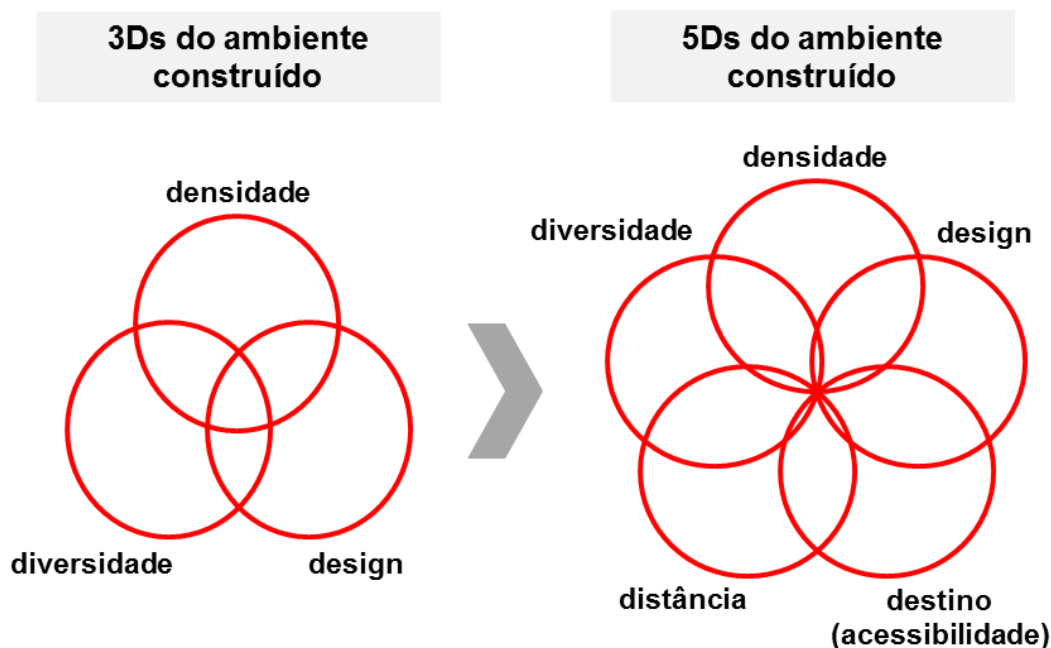 3Ds do ambiente
construído
densidade
diversidade
design
5Ds do ambiente
construído
densidade
diversidade
design
distância
destino
(acessibilidade)